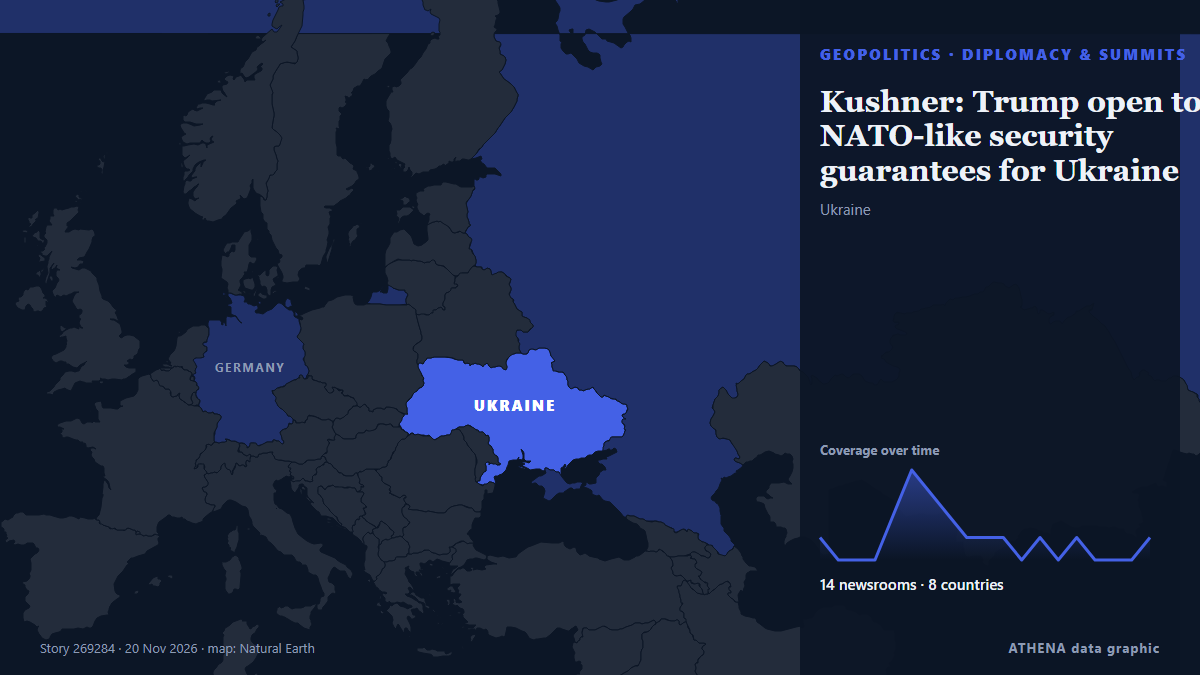 GEOPOLITICS · DIPLOMACY & SUMMITS
Kushner: Trump open to
NATO-like security
guarantees for Ukraine
Ukraine
GERMANY
UKRAINE
Coverage over time
14 newsrooms · 8 countries
Story 269284 · 20 Nov 2026 · map: Natural Earth
ATHENA data graphic